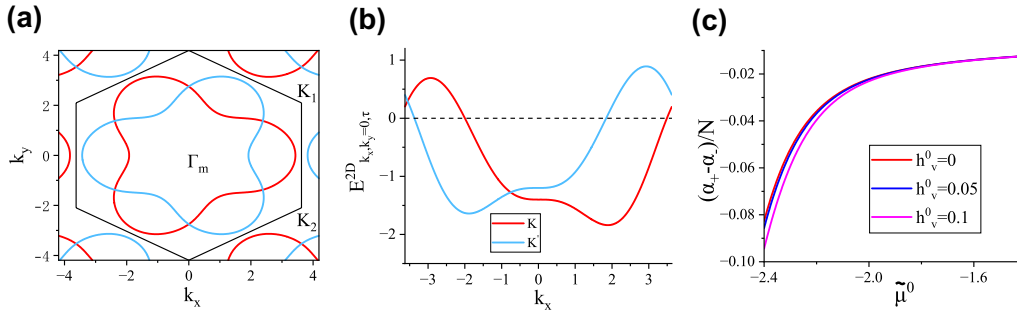 (a)
4
2
0
−2
−4
k_y
K_1
Γ_m
K_2
−4 −2 0 2 4
k_x
(b)
1
0
−1
−2
E^{2D}_{k_x,k_y=0,τ}
K
K'
−3 −2 −1 0 1 2 3
k_x
(c)
−0.02
−0.04
−0.06
−0.08
−0.10
(α_+-α_-)/N
h^0_v=0
h^0_v=0.05
h^0_v=0.1
−2.4 −2.0 −1.6
μ̃^0